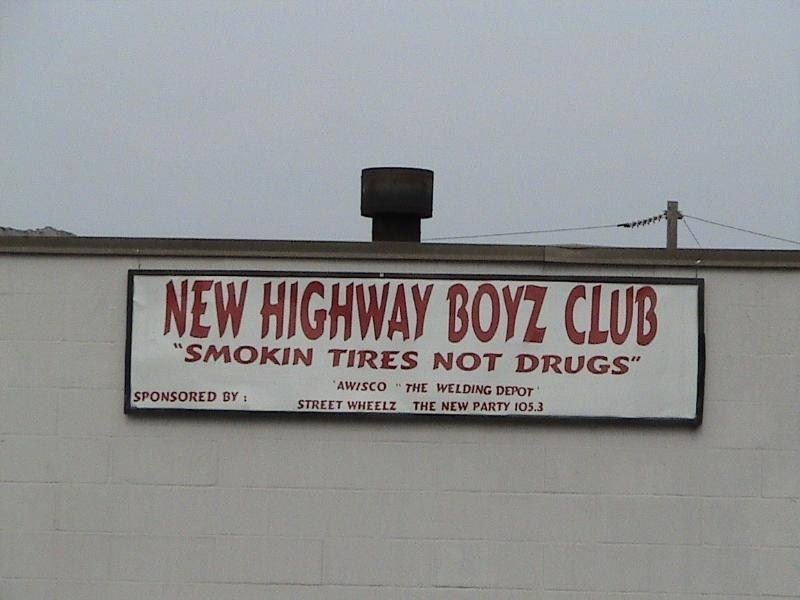 NEW HIGHWAY BOYZ CLUB
"SMOKIN TIRES NOT DRUGS"
'AWISCO "THE WELDING DEPOT'
SPONSORED BY :
STREET WHEELZ THE NEW PARTY 105.3